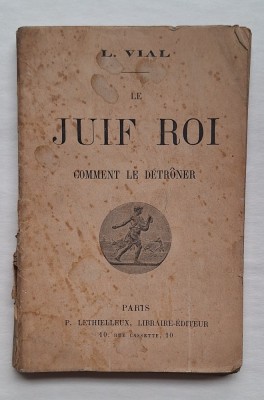 L. VIAL
LE
JUIF ROI
COMMENT LE DÉTRÔNER
PARIS
P. LETHIELLEUX, LIBRAIRE-ÉDITEUR
10, RUE CASSETTE, 10